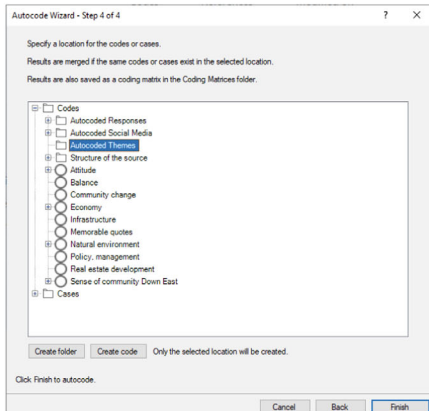 Autocode Wizard - Step 4 of 4 ? ×
Specify a location for the codes or cases.
Results are merged if the same codes or cases exist in the selected location.
Results are also saved as a coding matrix in the Coding Matrices folder.
Codes
Autocoded Responses
Autocoded Social Media
Autocoded Themes
Structure of the source
Attitude
Balance
Community change
Economy
Infrastructure
Memorable quotes
Natural environment
Policy, management
Real estate development
Sense of community Down East
Cases
Create folder Create code Only the selected location will be created.
Click Finish to autocode.
Cancel Back Finish